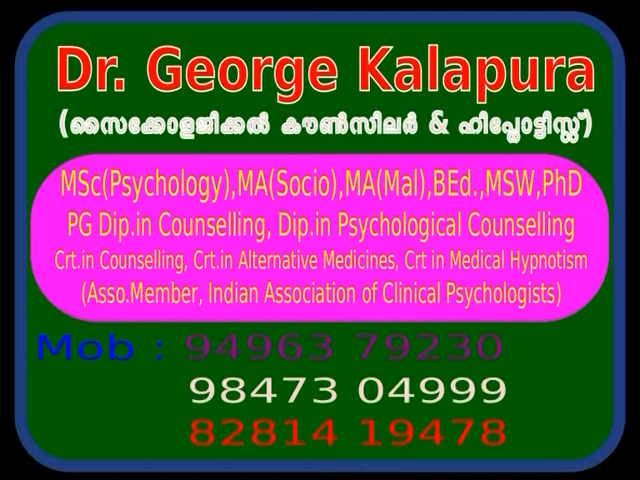 Dr. George Kalapura
(സൈക്കോളജിക്കൽ കൗൺസിലർ & ഹിപ്നോട്ടിസ്റ്റ്)
MSc(Psychology),MA(Socio),MA(Mal),BEd.,MSW,PhD
PG Dip.in Counselling, Dip.in Psychological Counselling
Crt.in Counselling, Crt.in Alternative Medicines, Crt in Medical Hypnotism
(Asso.Member, Indian Association of Clinical Psychologists)
Mob : 94963 79230
98473 04999
82814 19478